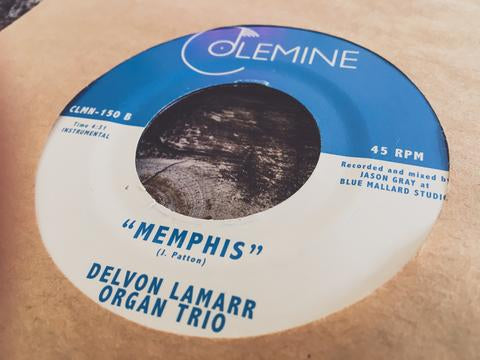 COLEMINE
CLMN-150 B
Time 4:51
INSTRUMENTAL
45 RPM
Recorded and mixed by
JASON GRAY at
BLUE MALLARD STUDIO
"MEMPHIS"
(J. Patton)
DELVON LAMARR
ORGAN TRIO